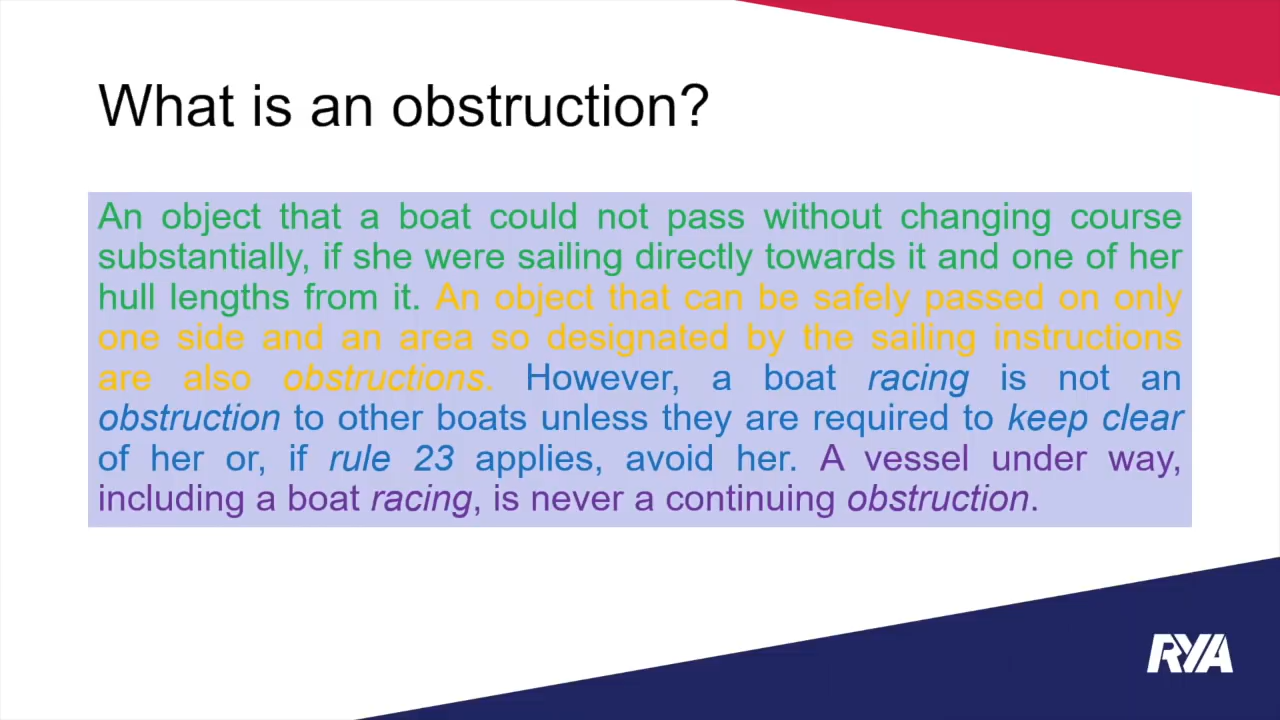 What is an obstruction?
An object that a boat could not pass without changing course
substantially, if she were sailing directly towards it and one of her
hull lengths from it. An object that can be safely passed on only
one side and an area so designated by the sailing instructions
are also obstructions. However, a boat racing is not an
obstruction to other boats unless they are required to keep clear
of her or, if rule 23 applies, avoid her. A vessel under way,
including a boat racing, is never a continuing obstruction.
RYA